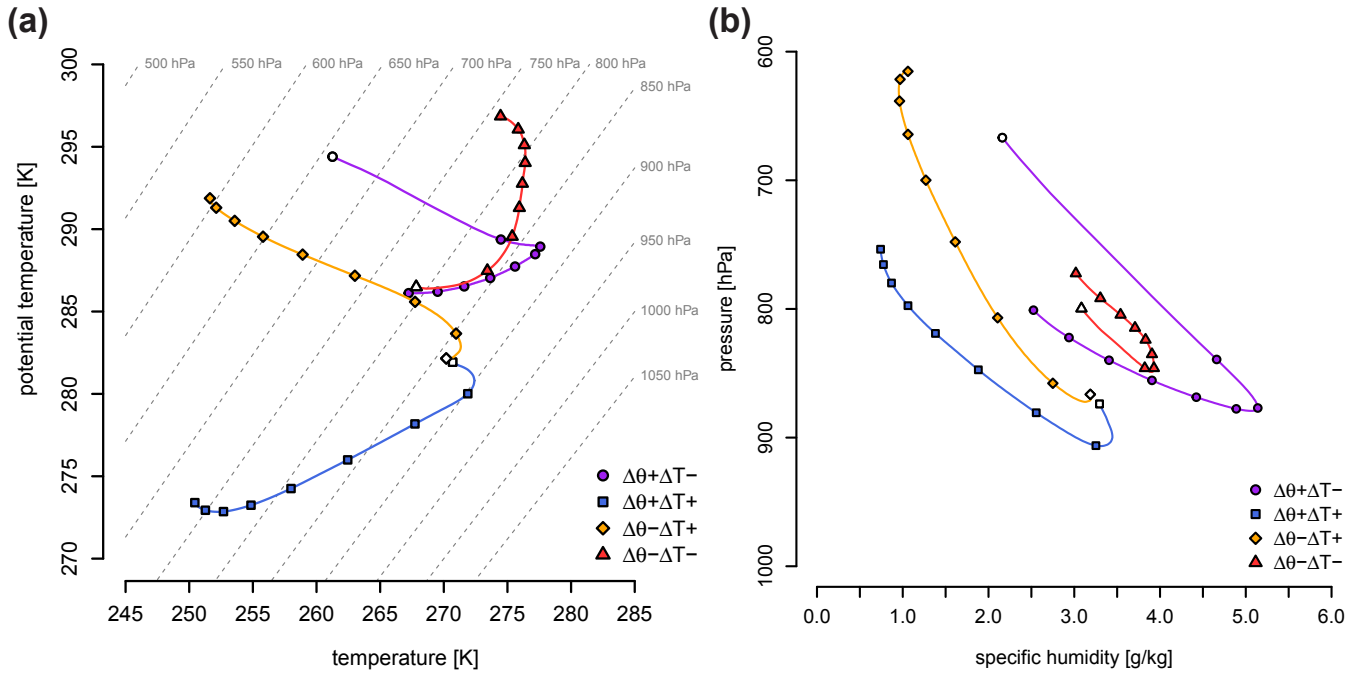 (a)
500 hPa
550 hPa
600 hPa
650 hPa
700 hPa
750 hPa
800 hPa
850 hPa
900 hPa
950 hPa
1000 hPa
1050 hPa
potential temperature [K]
300
295
290
285
280
275
270
245
250
255
260
265
270
275
280
285
temperature [K]
Δθ+ΔT−
Δθ+ΔT+
Δθ−ΔT+
Δθ−ΔT−
(b)
pressure [hPa]
600
700
800
900
1000
0.0
1.0
2.0
3.0
4.0
5.0
6.0
specific humidity [g/kg]
Δθ+ΔT−
Δθ+ΔT+
Δθ−ΔT+
Δθ−ΔT−